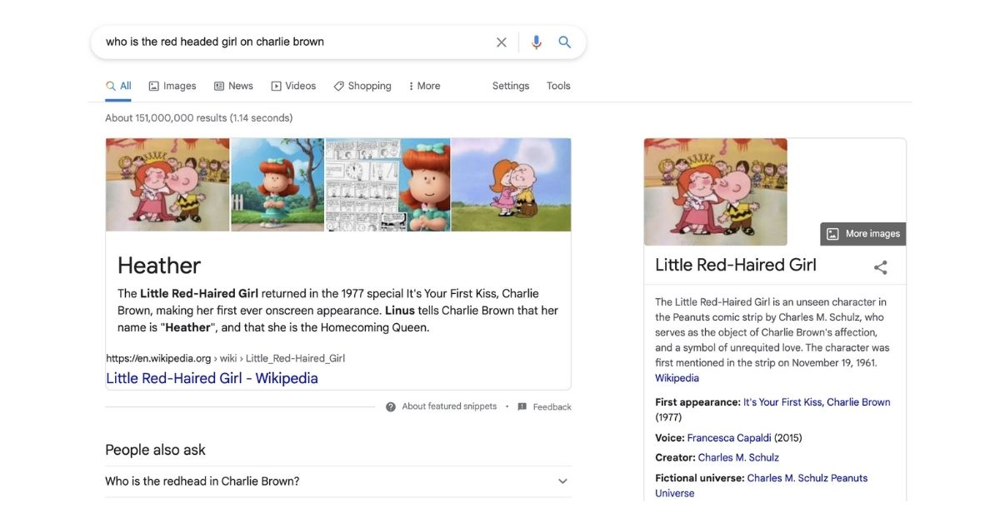 who is the red headed girl on charlie brown
All Images News Videos Shopping More Settings Tools
About 151,000,000 results (1.14 seconds)
Heather
The Little Red-Haired Girl returned in the 1977 special It's Your First Kiss, Charlie
Brown, making her first ever onscreen appearance. Linus tells Charlie Brown that her
name is "Heather", and that she is the Homecoming Queen.
https://en.wikipedia.org › wiki › Little_Red-Haired_Girl
Little Red-Haired Girl - Wikipedia
About featured snippets • Feedback
People also ask
Who is the redhead in Charlie Brown?
More images
Little Red-Haired Girl
The Little Red-Haired Girl is an unseen character in
the Peanuts comic strip by Charles M. Schulz, who
serves as the object of Charlie Brown's affection,
and a symbol of unrequited love. The character was
first mentioned in the strip on November 19, 1961.
Wikipedia
First appearance: It's Your First Kiss, Charlie Brown
(1977)
Voice: Francesca Capaldi (2015)
Creator: Charles M. Schulz
Fictional universe: Charles M. Schulz Peanuts
Universe